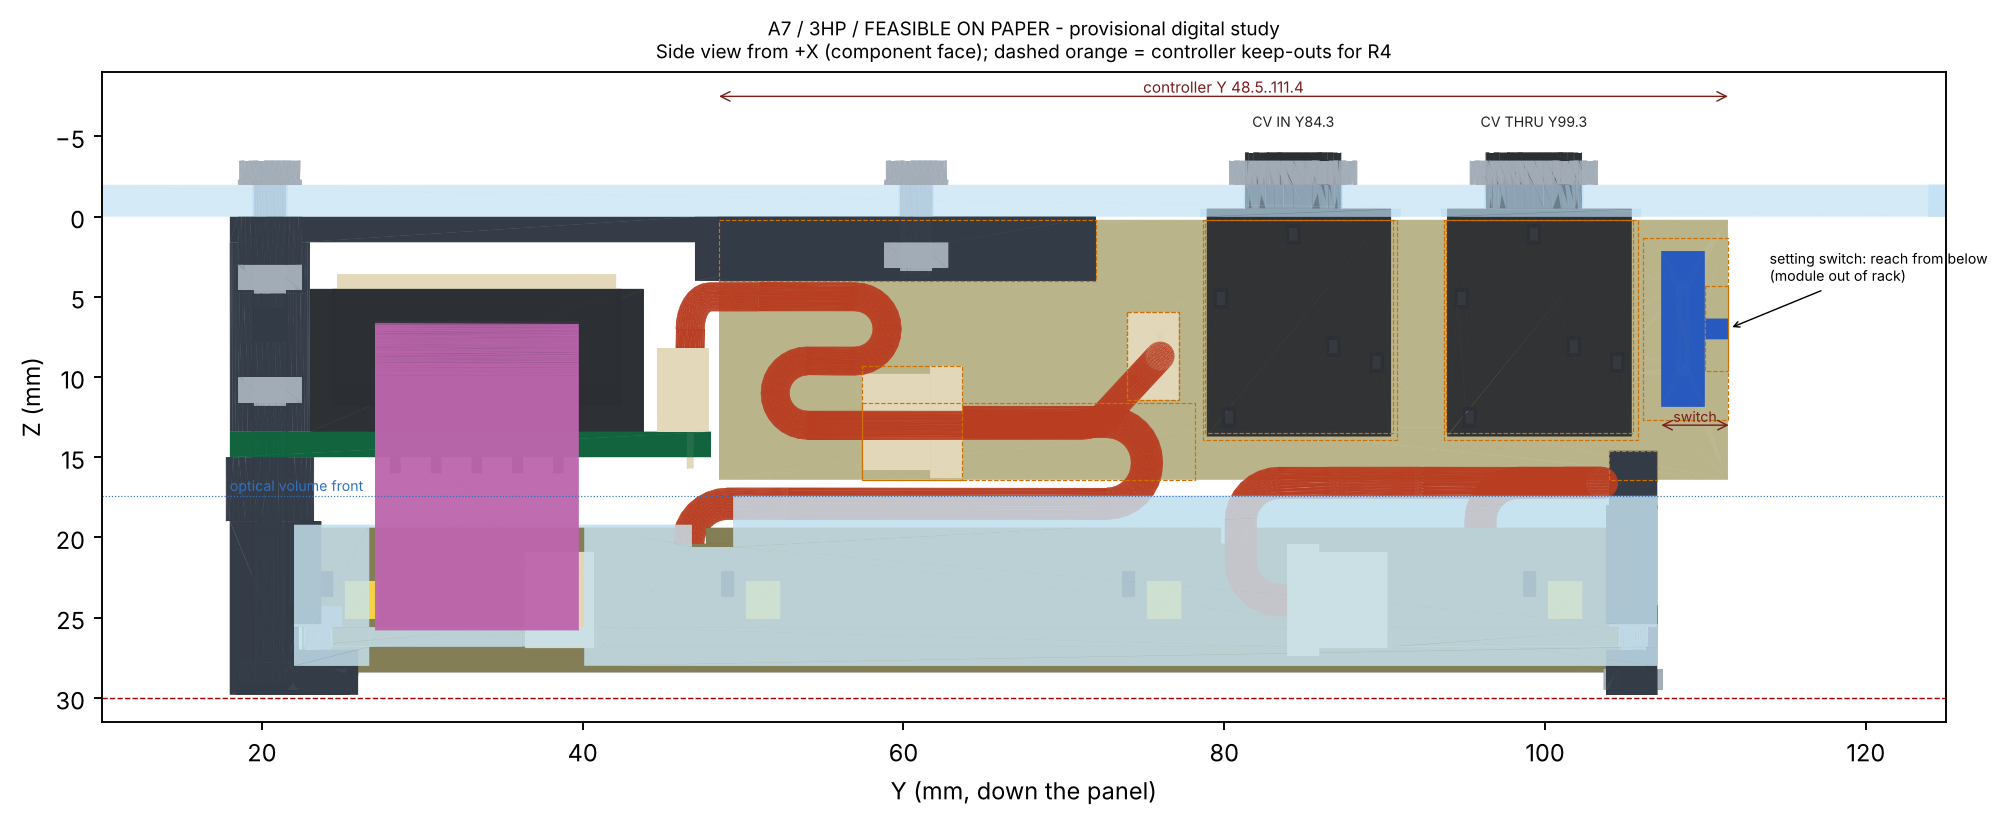 A7 / 3HP / FEASIBLE ON PAPER - provisional digital study
Side view from +X (component face); dashed orange = controller keep-outs for R4
controller Y 48.5..111.4
CV IN Y84.3
CV THRU Y99.3
−5
0
5
10
15
20
25
30
Z (mm)
setting switch: reach from below
(module out of rack)
switch
optical volume front
20
40
60
80
100
120
Y (mm, down the panel)